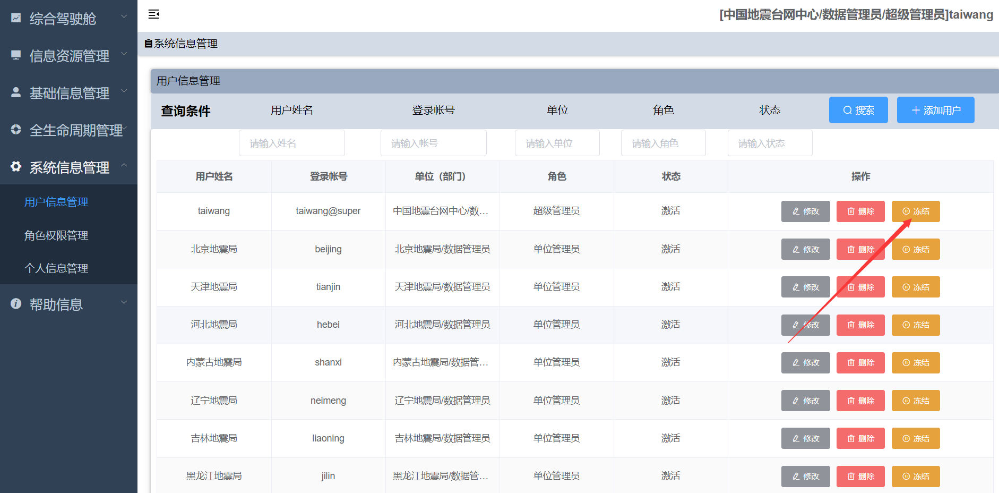 综合驾驶舱
信息资源管理
基础信息管理
全生命周期管理
系统信息管理
用户信息管理
角色权限管理
个人信息管理
帮助信息
[中国地震台网中心/数据管理员/超级管理员]taiwang
系统信息管理
用户信息管理
查询条件 用户姓名 登录帐号 单位 角色 状态 搜索 添加用户
请输入姓名 请输入帐号 请输入单位 请输入角色 请输入状态
用户姓名 登录帐号 单位（部门） 角色 状态 操作
taiwang taiwang@super 中国地震台网中心/数... 超级管理员 激活 修改 删除 冻结
北京地震局 beijing 北京地震局/数据管理员 单位管理员 激活 修改 删除 冻结
天津地震局 tianjin 天津地震局/数据管理员 单位管理员 激活 修改 删除 冻结
河北地震局 hebei 河北地震局/数据管理员 单位管理员 激活 修改 删除 冻结
内蒙古地震局 shanxi 内蒙古地震局/数据管... 单位管理员 激活 修改 删除 冻结
辽宁地震局 neimeng 辽宁地震局/数据管理员 单位管理员 激活 修改 删除 冻结
吉林地震局 liaoning 吉林地震局/数据管理员 单位管理员 激活 修改 删除 冻结
黑龙江地震局 jilin 黑龙江地震局/数据管... 单位管理员 激活 修改 删除 冻结